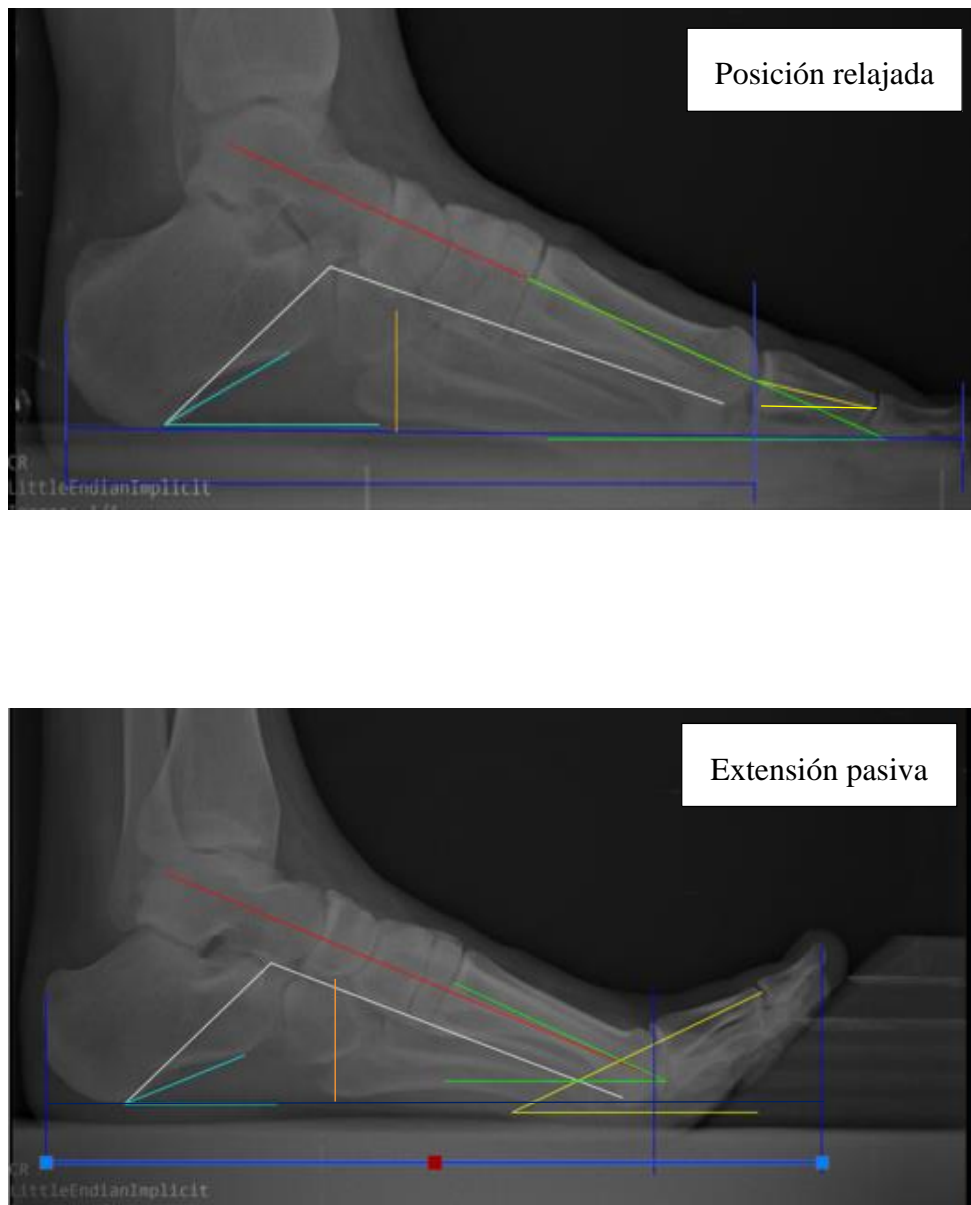 Posición relajada
CR
LittleEndianImplicit
Extensión pasiva
CR
LittleEndianImplicit